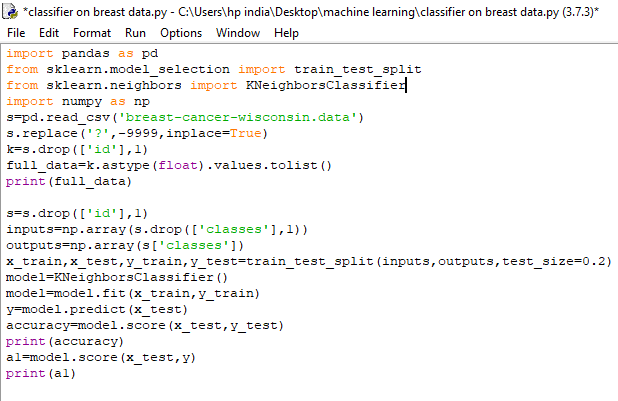 *classifier on breast data.py - C:\Users\hp india\Desktop\machine learning\classifier on breast data.py (3.7.3)*
File Edit Format Run Options Window Help
import pandas as pd
from sklearn.model_selection import train_test_split
from sklearn.neighbors import KNeighborsClassifier
import numpy as np
s=pd.read_csv('breast-cancer-wisconsin.data')
s.replace('?',-9999,inplace=True)
k=s.drop(['id'],1)
full_data=k.astype(float).values.tolist()
print(full_data)
s=s.drop(['id'],1)
inputs=np.array(s.drop(['classes'],1))
outputs=np.array(s['classes'])
x_train,x_test,y_train,y_test=train_test_split(inputs,outputs,test_size=0.2)
model=KNeighborsClassifier()
model=model.fit(x_train,y_train)
y=model.predict(x_test)
accuracy=model.score(x_test,y_test)
print(accuracy)
a1=model.score(x_test,y)
print(a1)